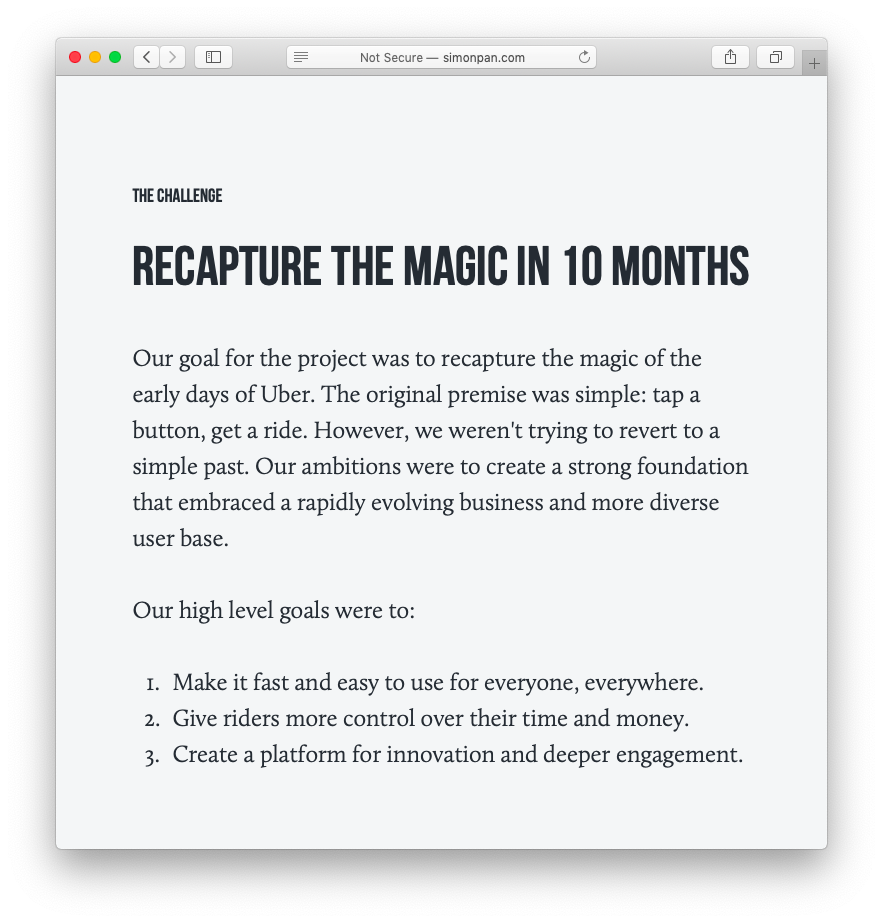 Not Secure — simonpan.com
THE CHALLENGE
RECAPTURE THE MAGIC IN 10 MONTHS
Our goal for the project was to recapture the magic of the
early days of Uber. The original premise was simple: tap a
button, get a ride. However, we weren't trying to revert to a
simple past. Our ambitions were to create a strong foundation
that embraced a rapidly evolving business and more diverse
user base.
Our high level goals were to:
1. Make it fast and easy to use for everyone, everywhere.
2. Give riders more control over their time and money.
3. Create a platform for innovation and deeper engagement.